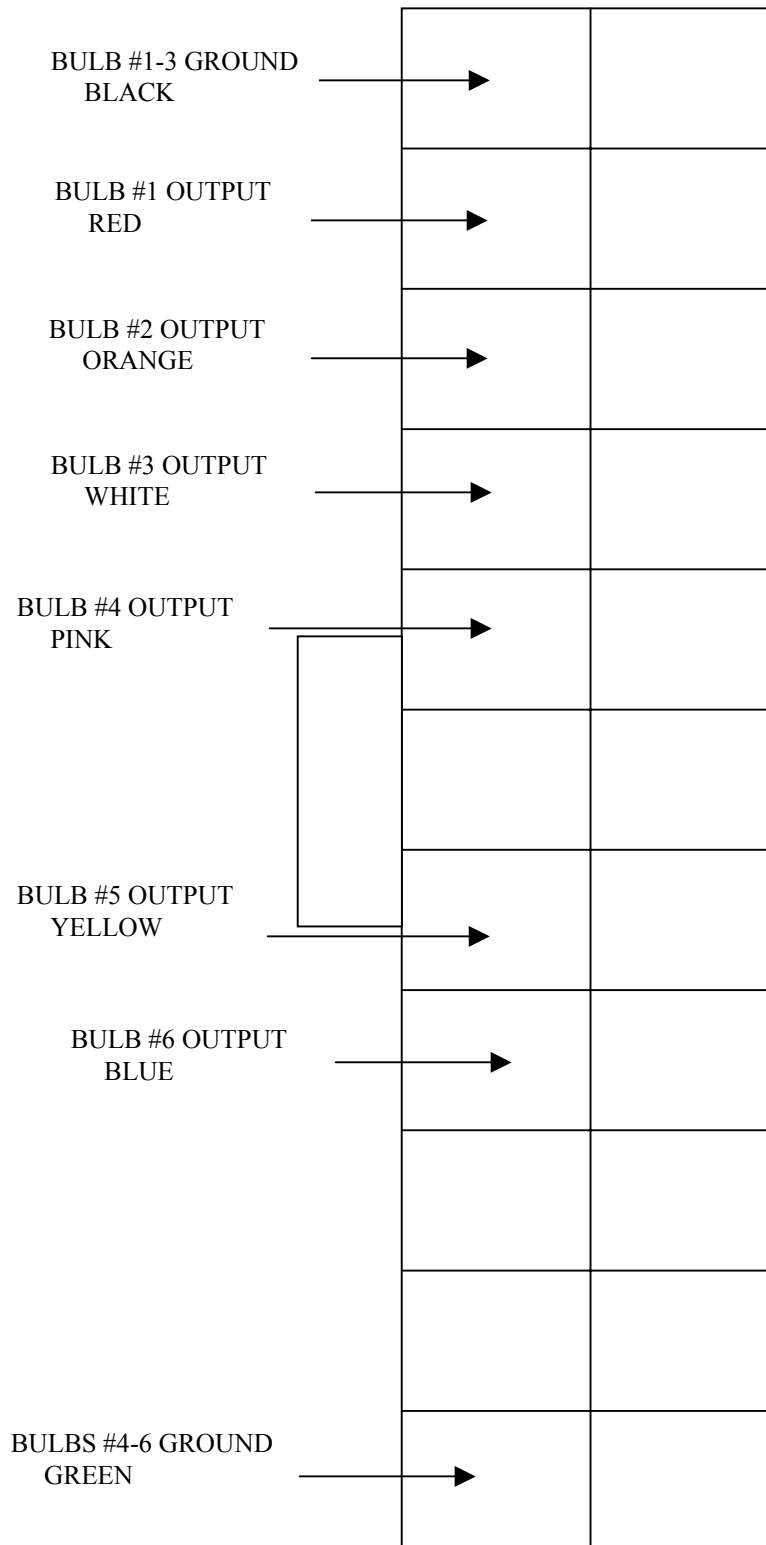 BULB #1-3 GROUND
BLACK
BULB #1 OUTPUT
RED
BULB #2 OUTPUT
ORANGE
BULB #3 OUTPUT
WHITE
BULB #4 OUTPUT
PINK
BULB #5 OUTPUT
YELLOW
BULB #6 OUTPUT
BLUE
BULBS #4-6 GROUND
GREEN